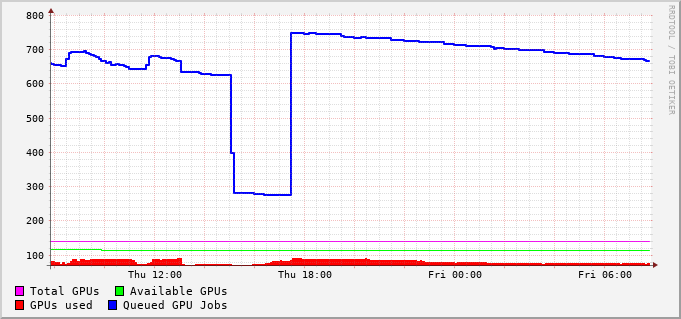 800
700
600
500
400
300
200
100
Thu 12:00 Thu 18:00 Fri 00:00 Fri 06:00
Total GPUs Available GPUs
GPUs used Queued GPU Jobs
RRDTOOL / TOBI OETIKER